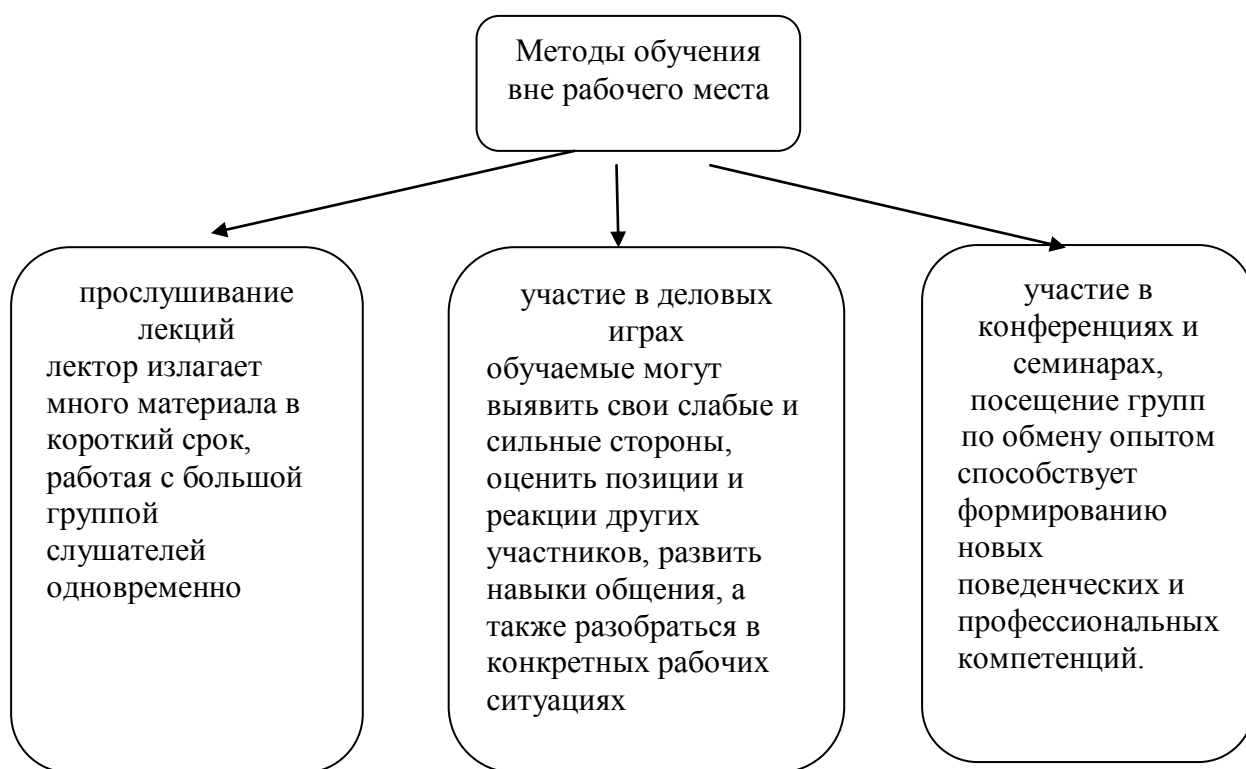 Методы обучения
вне рабочего места
прослушивание
лекций
лектор излагает
много материала в
короткий срок,
работая с большой
группой
слушателей
одновременно
участие в деловых
играх
обучаемые могут
выявить свои слабые и
сильные стороны,
оценить позиции и
реакции других
участников, развить
навыки общения, а
также разобраться в
конкретных рабочих
ситуациях
участие в
конференциях и
семинарах,
посещение групп
по обмену опытом
способствует
формированию
новых
поведенческих и
профессиональных
компетенций.